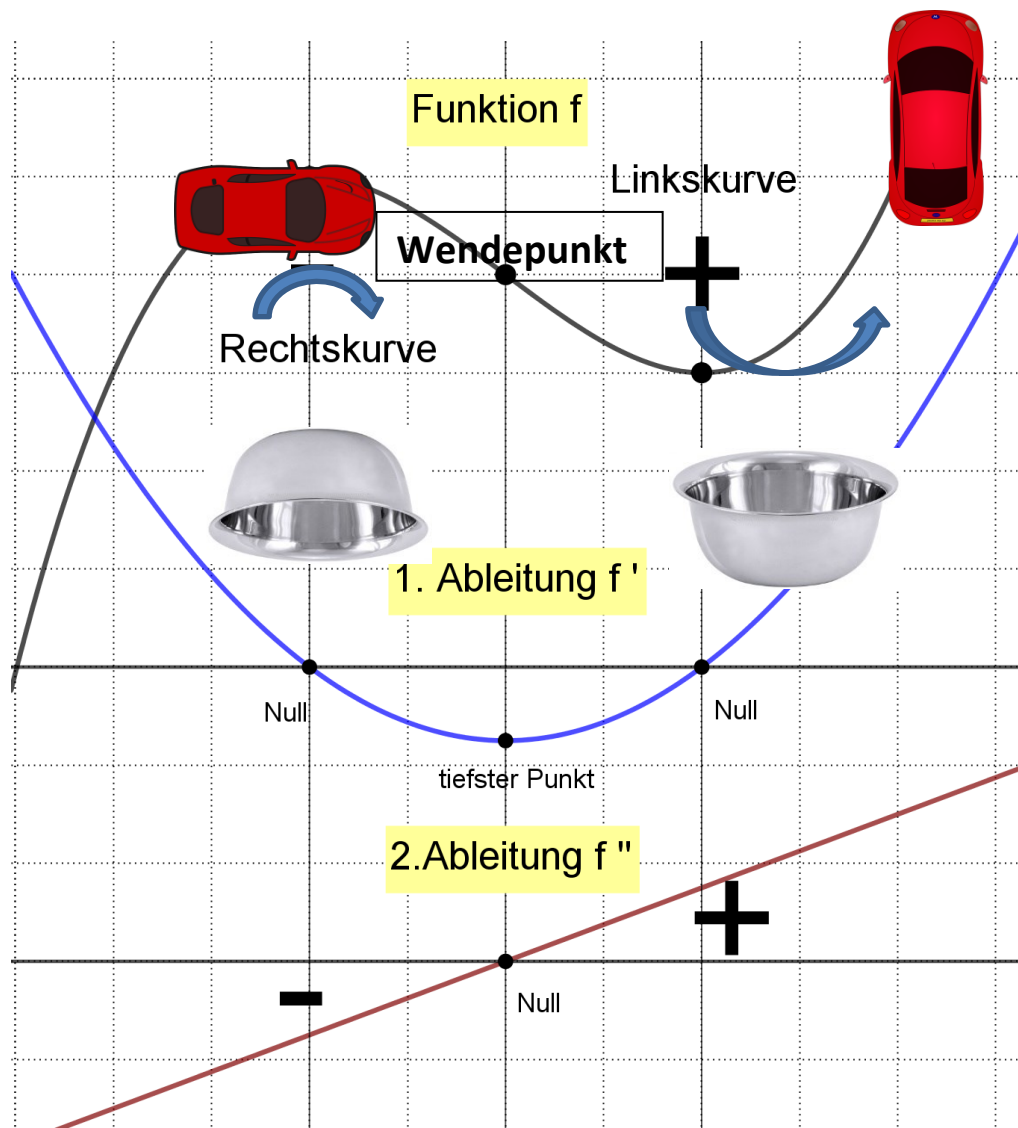 Funktion f
Linkskurve
Wendepunkt
+
-
Rechtskurve
1. Ableitung f '
Null
Null
tiefster Punkt
2.Ableitung f "
+
-
Null